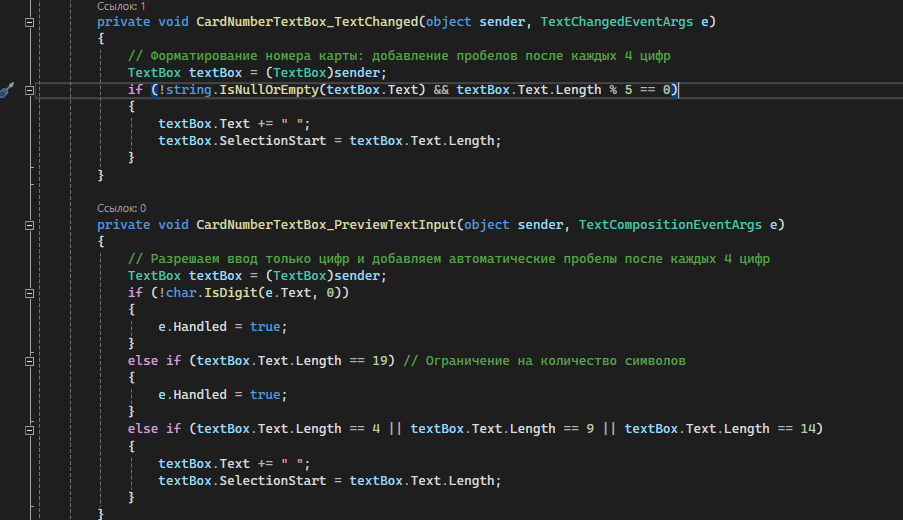 Ссылок: 1
private void CardNumberTextBox_TextChanged(object sender, TextChangedEventArgs e)
{
// Форматирование номера карты: добавление пробелов после каждых 4 цифр
TextBox textBox = (TextBox)sender;
if (!string.IsNullOrEmpty(textBox.Text) && textBox.Text.Length % 5 == 0)
{
textBox.Text += " ";
textBox.SelectionStart = textBox.Text.Length;
}
}
Ссылок: 0
private void CardNumberTextBox_PreviewTextInput(object sender, TextCompositionEventArgs e)
{
// Разрешаем ввод только цифр и добавляем автоматические пробелы после каждых 4 цифр
TextBox textBox = (TextBox)sender;
if (!char.IsDigit(e.Text, 0))
{
e.Handled = true;
}
else if (textBox.Text.Length == 19) // Ограничение на количество символов
{
e.Handled = true;
}
else if (textBox.Text.Length == 4 || textBox.Text.Length == 9 || textBox.Text.Length == 14)
{
textBox.Text += " ";
textBox.SelectionStart = textBox.Text.Length;
}
}